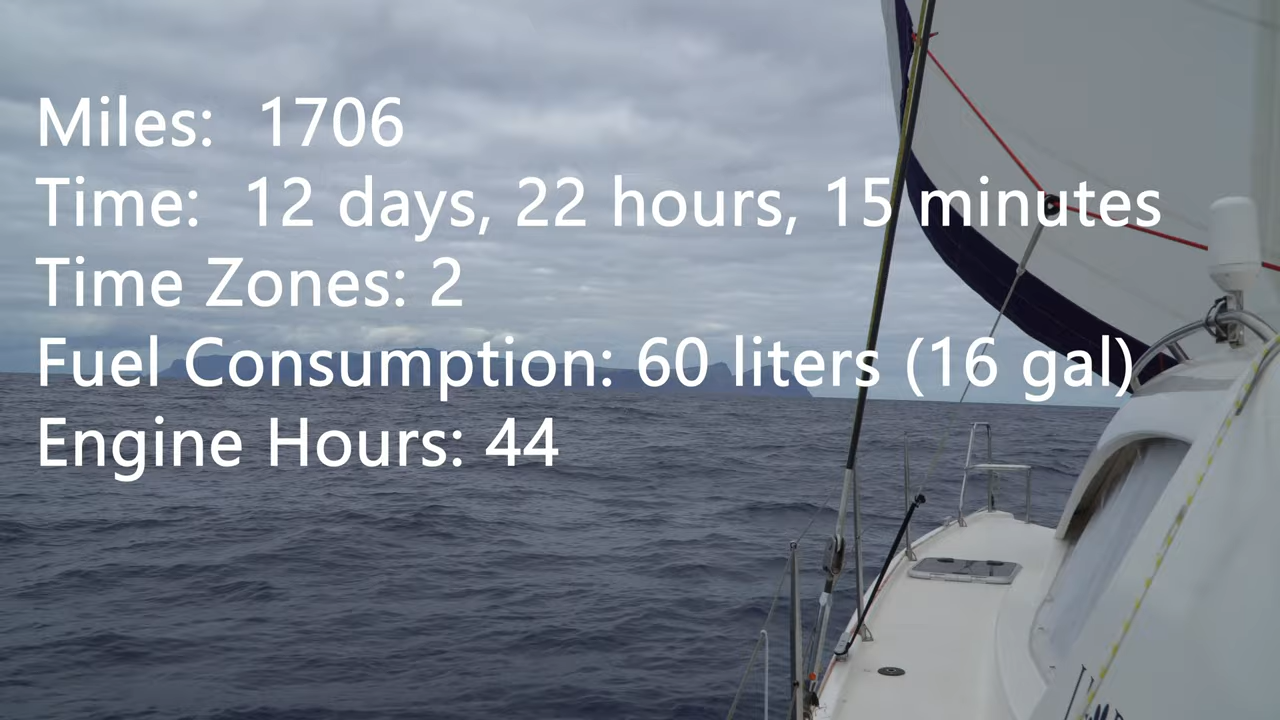 Miles: 1706
Time: 12 days, 22 hours, 15 minutes
Time Zones: 2
Fuel Consumption: 60 liters (16 gal)
Engine Hours: 44